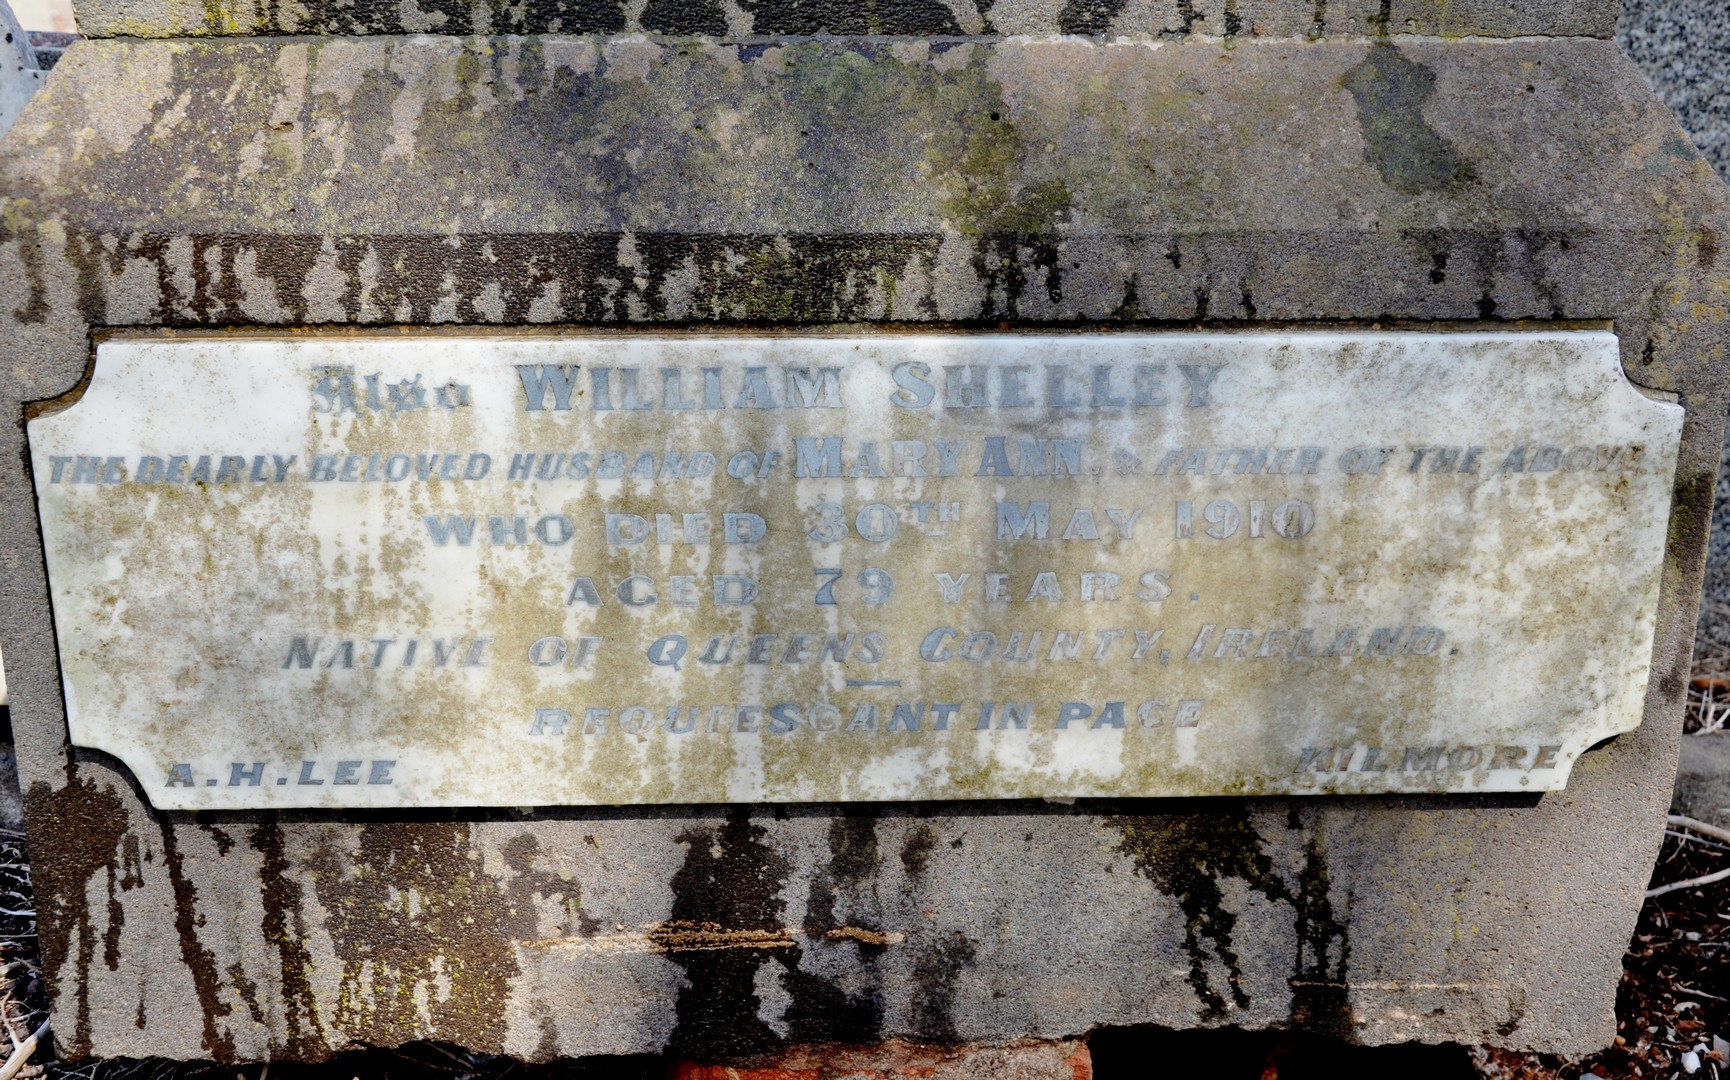 Also WILLIAM SHELLEY
THE DEARLY BELOVED HUSBAND OF MARY ANN, & FATHER OF THE ABOVE
WHO DIED 30TH MAY 1910
AGED 79 YEARS.
NATIVE OF QUEENS COUNTY, IRELAND.
REQUIESCANT IN PACE
A.H.LEE
KILMORE